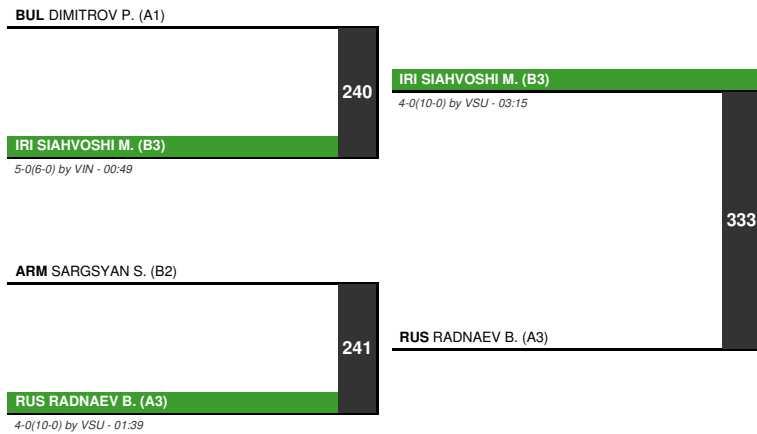 BUL DIMITROV P. (A1)
240
IRI SIAHVOSHI M. (B3)
5-0(6-0) by VIN - 00:49
ARM SARGSYAN S. (B2)
241
RUS RADNAEV B. (A3)
4-0(10-0) by VSU - 01:39
IRI SIAHVOSHI M. (B3)
4-0(10-0) by VSU - 03:15
333
RUS RADNAEV B. (A3)